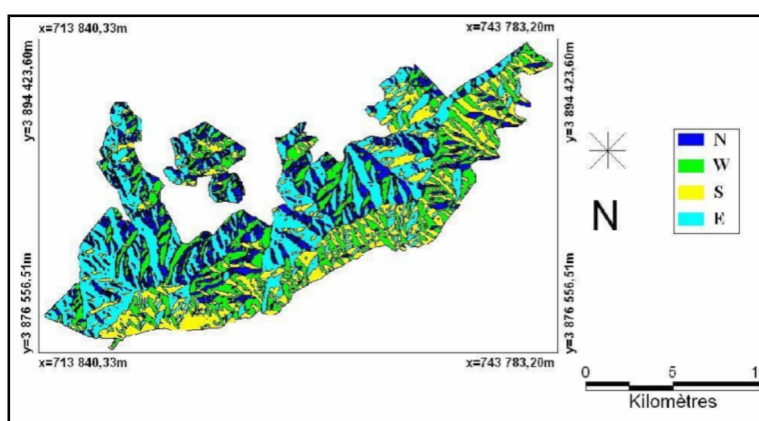 x=713 840,33m
x=743 783,20m
y=3 894 423,60m
y=3 894 423,60m
N
W
S
E
N
y=3 876 556,51m
y=3 876 556,51m
x=713 840,33m
x=743 783,20m
0
5
1
Kilomètres